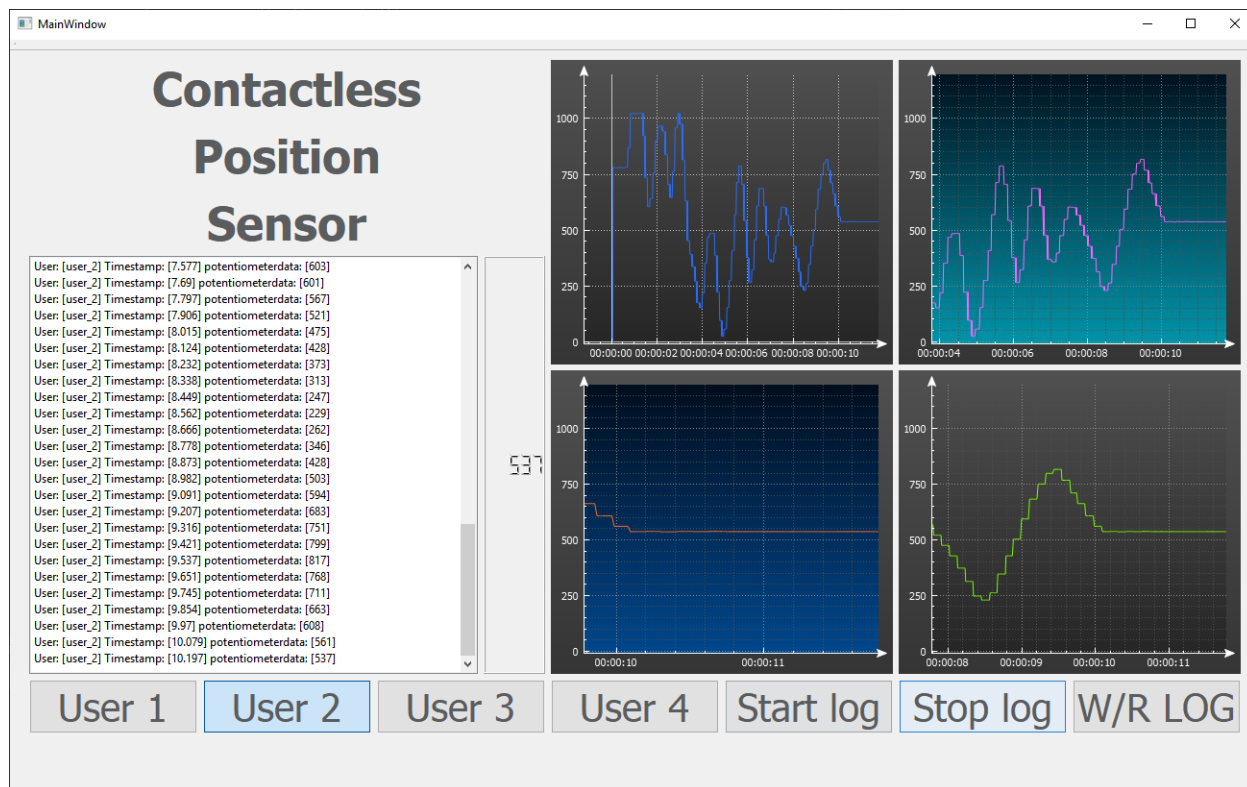 MainWindow
Contactless
Position
Sensor
User: [user_2] Timestamp: [7.577] potentiometerdata: [603]
User: [user_2] Timestamp: [7.69] potentiometerdata: [601]
User: [user_2] Timestamp: [7.797] potentiometerdata: [567]
User: [user_2] Timestamp: [7.906] potentiometerdata: [521]
User: [user_2] Timestamp: [8.015] potentiometerdata: [475]
User: [user_2] Timestamp: [8.124] potentiometerdata: [428]
User: [user_2] Timestamp: [8.232] potentiometerdata: [373]
User: [user_2] Timestamp: [8.338] potentiometerdata: [313]
User: [user_2] Timestamp: [8.449] potentiometerdata: [247]
User: [user_2] Timestamp: [8.562] potentiometerdata: [229]
User: [user_2] Timestamp: [8.666] potentiometerdata: [262]
User: [user_2] Timestamp: [8.778] potentiometerdata: [346]
User: [user_2] Timestamp: [8.873] potentiometerdata: [428]
User: [user_2] Timestamp: [8.982] potentiometerdata: [503]
User: [user_2] Timestamp: [9.091] potentiometerdata: [594]
User: [user_2] Timestamp: [9.207] potentiometerdata: [683]
User: [user_2] Timestamp: [9.316] potentiometerdata: [751]
User: [user_2] Timestamp: [9.421] potentiometerdata: [799]
User: [user_2] Timestamp: [9.537] potentiometerdata: [817]
User: [user_2] Timestamp: [9.651] potentiometerdata: [768]
User: [user_2] Timestamp: [9.745] potentiometerdata: [711]
User: [user_2] Timestamp: [9.854] potentiometerdata: [663]
User: [user_2] Timestamp: [9.97] potentiometerdata: [608]
User: [user_2] Timestamp: [10.079] potentiometerdata: [561]
User: [user_2] Timestamp: [10.197] potentiometerdata: [537]
537
1000
750
500
250
0
00:00:00 00:00:02 00:00:04 00:00:06 00:00:08 00:00:10
1000
750
500
250
0
00:00:04 00:00:06 00:00:08 00:00:10
1000
750
500
250
0
00:00:10 00:00:11
1000
750
500
250
0
00:00:08 00:00:09 00:00:10 00:00:11
User 1 User 2 User 3 User 4 Start log Stop log W/R LOG